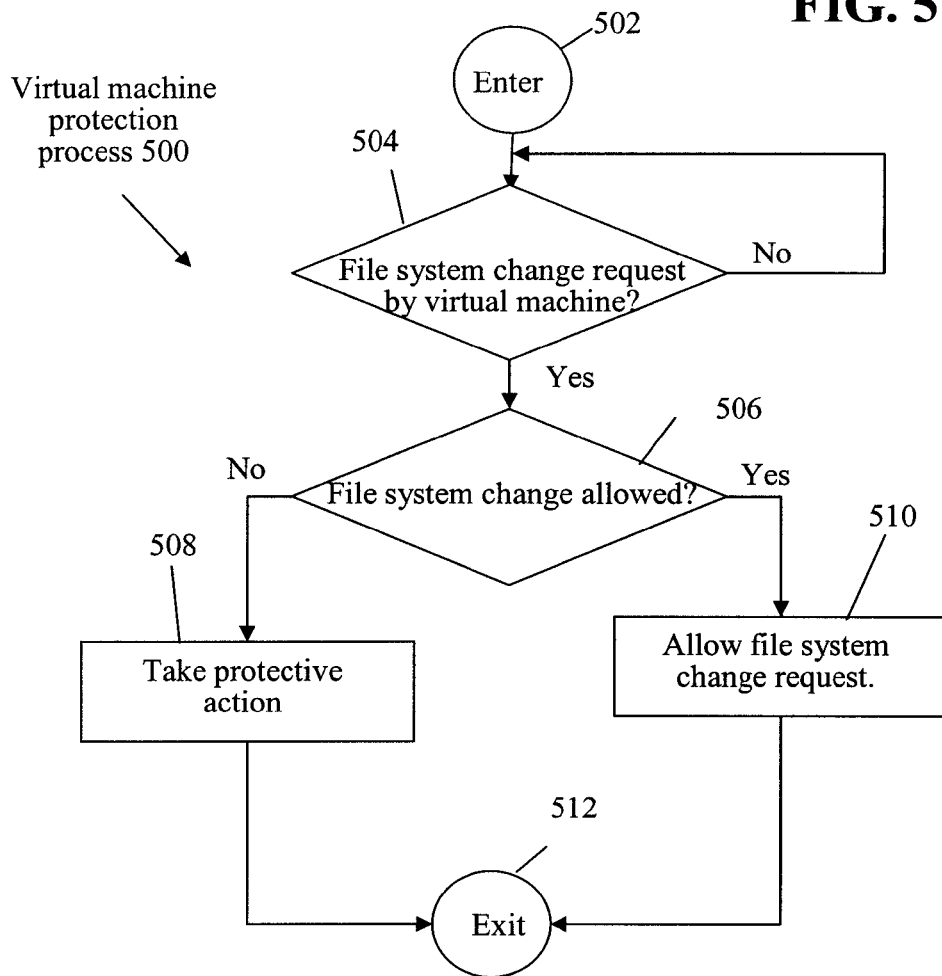 FIG. 5
502
Enter
Virtual machine
protection
process 500
504
File system change request
by virtual machine?
No
Yes
506
No
File system change allowed?
Yes
508
510
Take protective
action
Allow file system
change request.
512
Exit